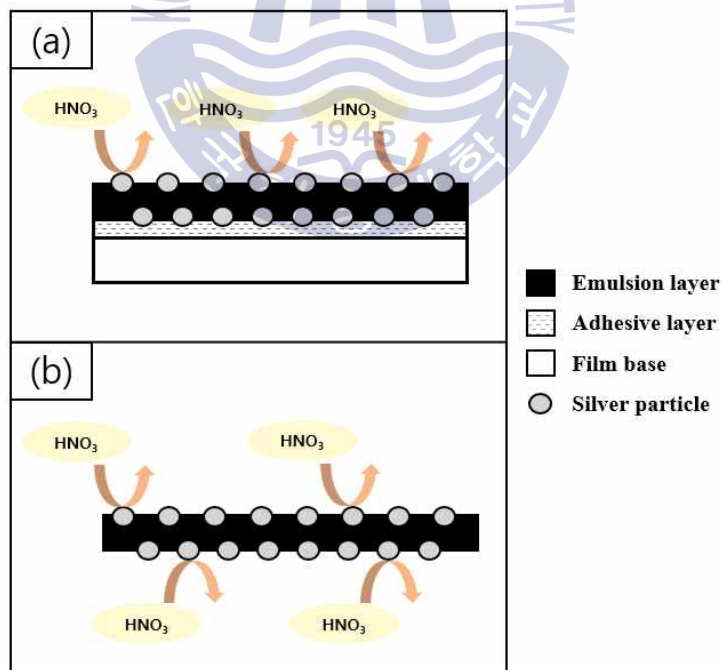 (a)
HNO3 HNO3 HNO3
1945
Emulsion layer
Adhesive layer
Film base
Silver particle
(b)
HNO3 HNO3
HNO3 HNO3